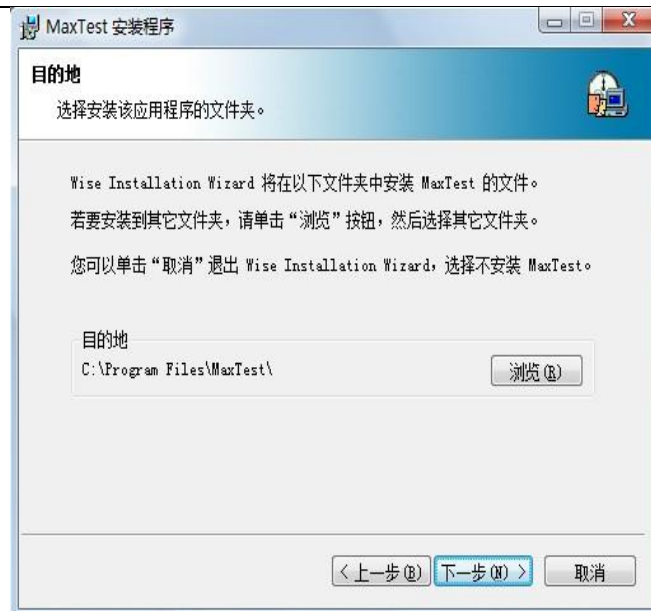 MaxTest 安装程序
目的地
选择安装该应用程序的文件夹。
Wise Installation Wizard 将在以下文件夹中安装 MaxTest 的文件。
若要安装到其它文件夹，请单击“浏览”按钮，然后选择其它文件夹。
您可以单击“取消”退出 Wise Installation Wizard，选择不安装 MaxTest。
目的地
C:\Program Files\MaxTest\
浏览(R)
< 上一步(B) 下一步(N) > 取消